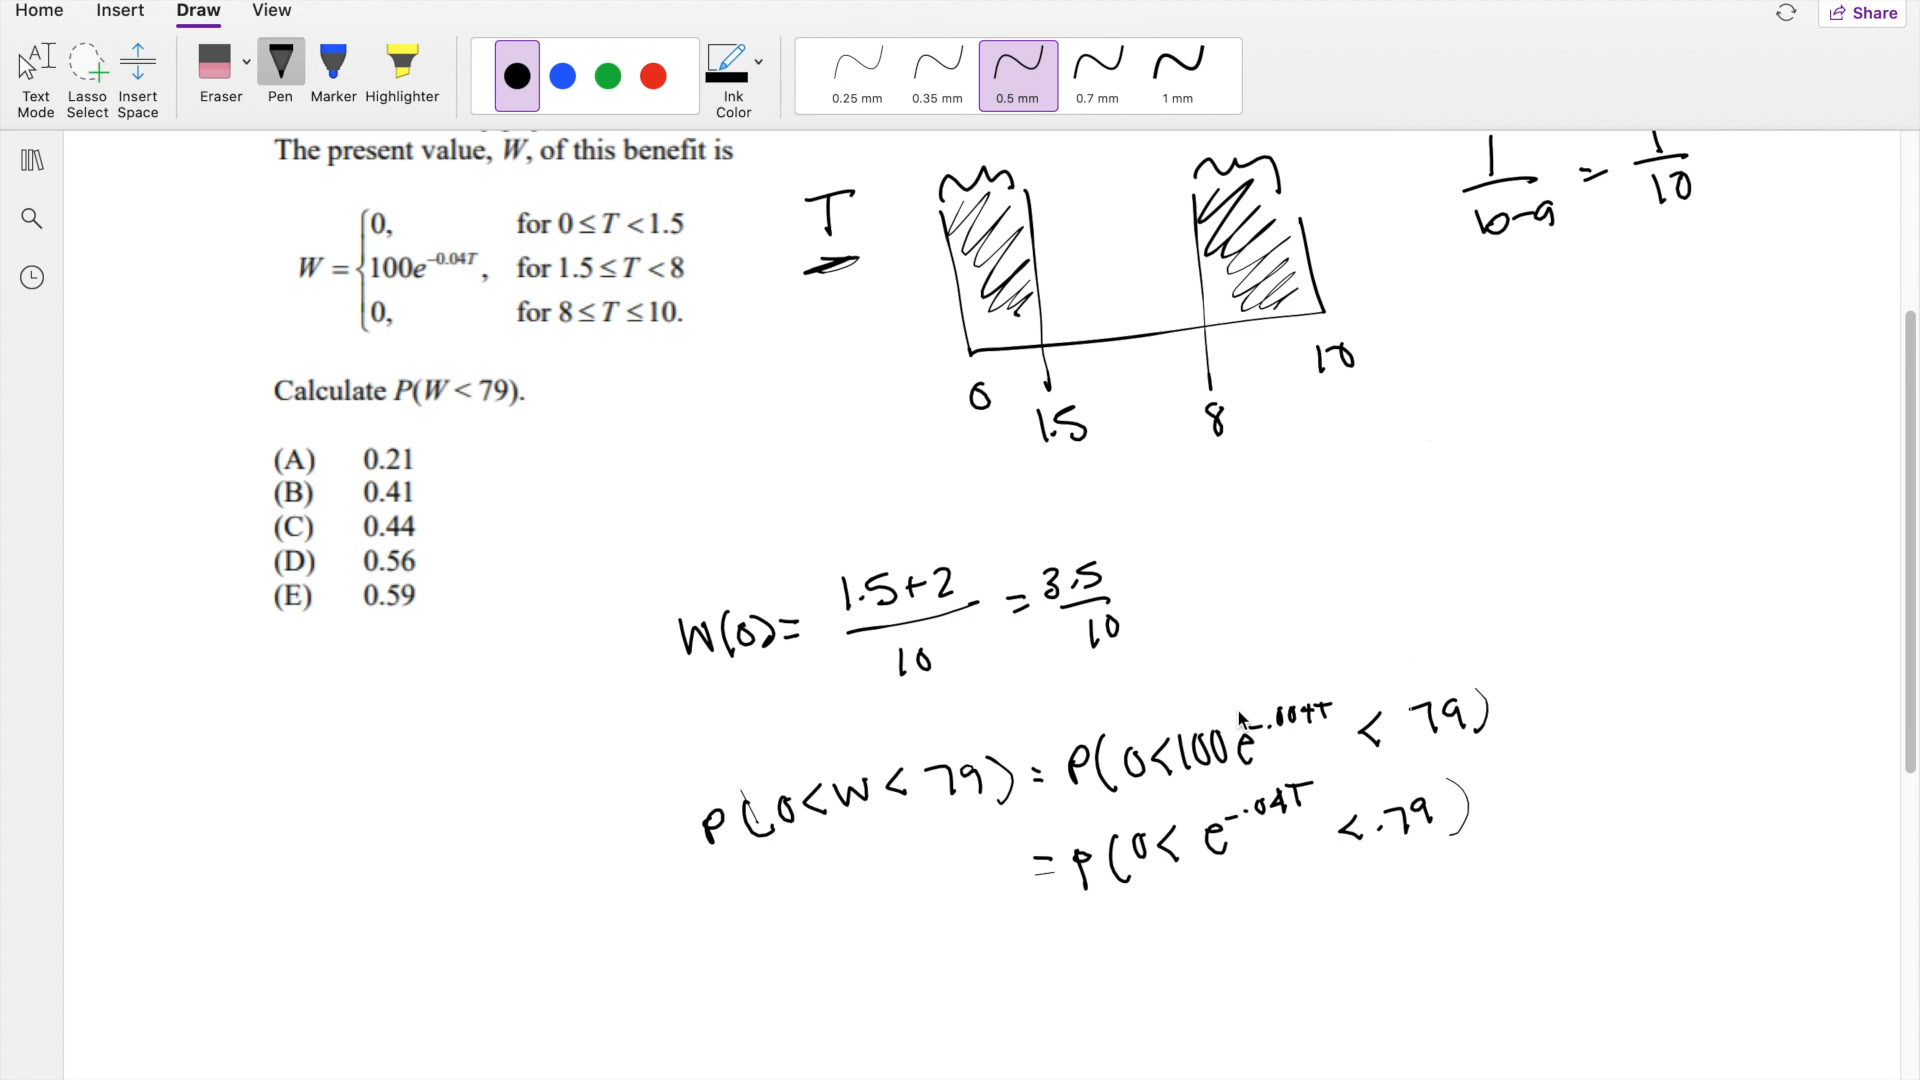 Home Insert Draw View
Share
Text Mode
Lasso Select
Insert Space
Eraser
Pen
Marker
Highlighter
Ink Color
0.25 mm
0.35 mm
0.5 mm
0.7 mm
1 mm
The present value, W, of this benefit is
W = { 0, for 0 ≤ T < 1.5
100e^{−0.04T}, for 1.5 ≤ T < 8
0, for 8 ≤ T ≤ 10.
Calculate P(W < 79).
(A) 0.21
(B) 0.41
(C) 0.44
(D) 0.56
(E) 0.59
T
0 1.5 8 10
1/(b-a) = 1/10
W(0) = (1.5+2)/10 = 3.5/10
P(0<W<79) = P(0<100e^{-.004T} < 79)
= P(0< e^{-.04T} < .79)